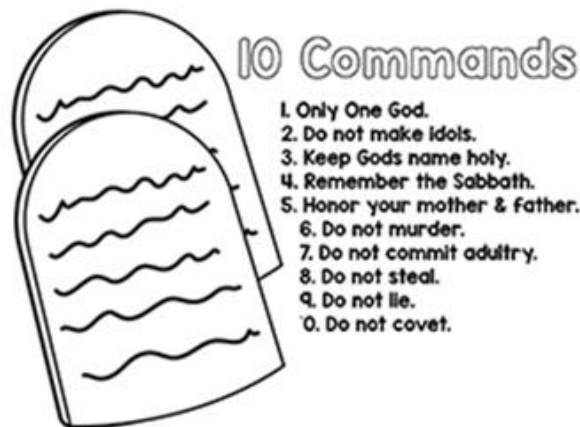 10 Commands
1. Only One God.
2. Do not make idols.
3. Keep Gods name holy.
4. Remember the Sabbath.
5. Honor your mother & father.
6. Do not murder.
7. Do not commit adultry.
8. Do not steal.
9. Do not lie.
0. Do not covet.